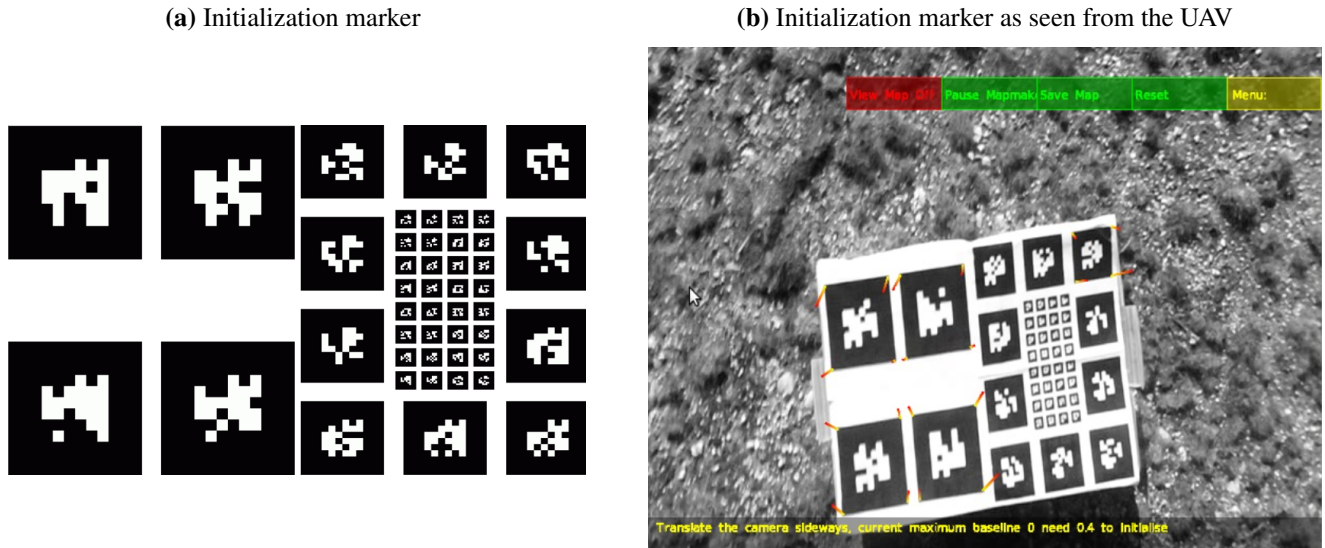 (a) Initialization marker
(b) Initialization marker as seen from the UAV
View Map Off Pause Mapmak Save Map Reset Menu:
Translate the camera sideways, current maximum baseline 0 need 0.4 to initialise